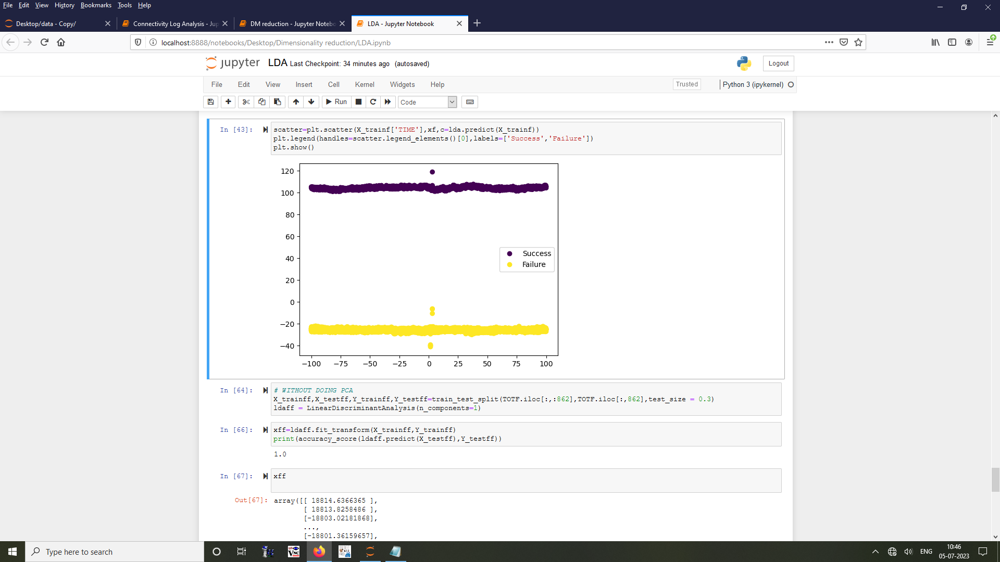 File Edit View History Bookmarks Tools Help
Desktop/data - Copy/
Connectivity Log Analysis - Jup
DM reduction - Jupyter Notebo
LDA - Jupyter Notebook
localhost:8888/notebooks/Desktop/Dimensionality reduction/LDA.ipynb
jupyter LDA Last Checkpoint: 34 minutes ago (autosaved)
Logout
File Edit View Insert Cell Kernel Widgets Help
Trusted
Python 3 (ipykernel)
Run
Code
In [43]:
scatter=plt.scatter(X_trainf['TIME'],xf,c=lda.predict(X_trainf))
plt.legend(handles=scatter.legend_elements()[0],labels=['Success','Failure'])
plt.show()
120
100
80
60
40
20
0
−20
−40
Success
Failure
−100 −75 −50 −25 0 25 50 75 100
In [64]:
# WITHOUT DOING PCA
X_trainff,X_testff,Y_trainff,Y_testff=train_test_split(TOTF.iloc[:,:862],TOTF.iloc[:,862],test_size = 0.3)
ldaff = LinearDiscriminantAnalysis(n_components=1)
In [66]:
xff=ldaff.fit_transform(X_trainff,Y_trainff)
print(accuracy_score(ldaff.predict(X_testff),Y_testff))
1.0
In [67]:
xff
Out[67]:
array([[ 18814.6366365 ],
[ 18813.8258486 ],
[-18803.02181868],
...,
[-18801.36159657],
Type here to search
ENG
10:46
05-07-2023